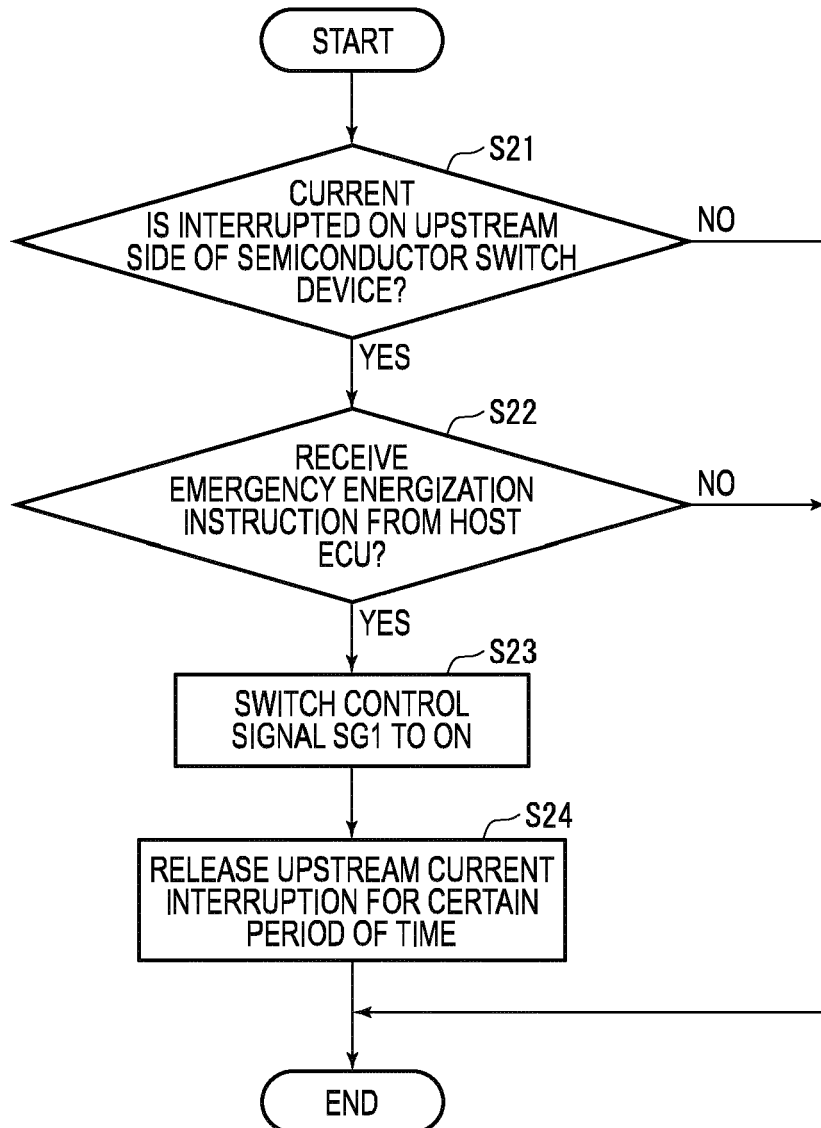 START
S21
CURRENT
IS INTERRUPTED ON UPSTREAM
SIDE OF SEMICONDUCTOR SWITCH
DEVICE?
NO
YES
S22
RECEIVE
EMERGENCY ENERGIZATION
INSTRUCTION FROM HOST
ECU?
NO
YES
S23
SWITCH CONTROL
SIGNAL SG1 TO ON
S24
RELEASE UPSTREAM CURRENT
INTERRUPTION FOR CERTAIN
PERIOD OF TIME
END